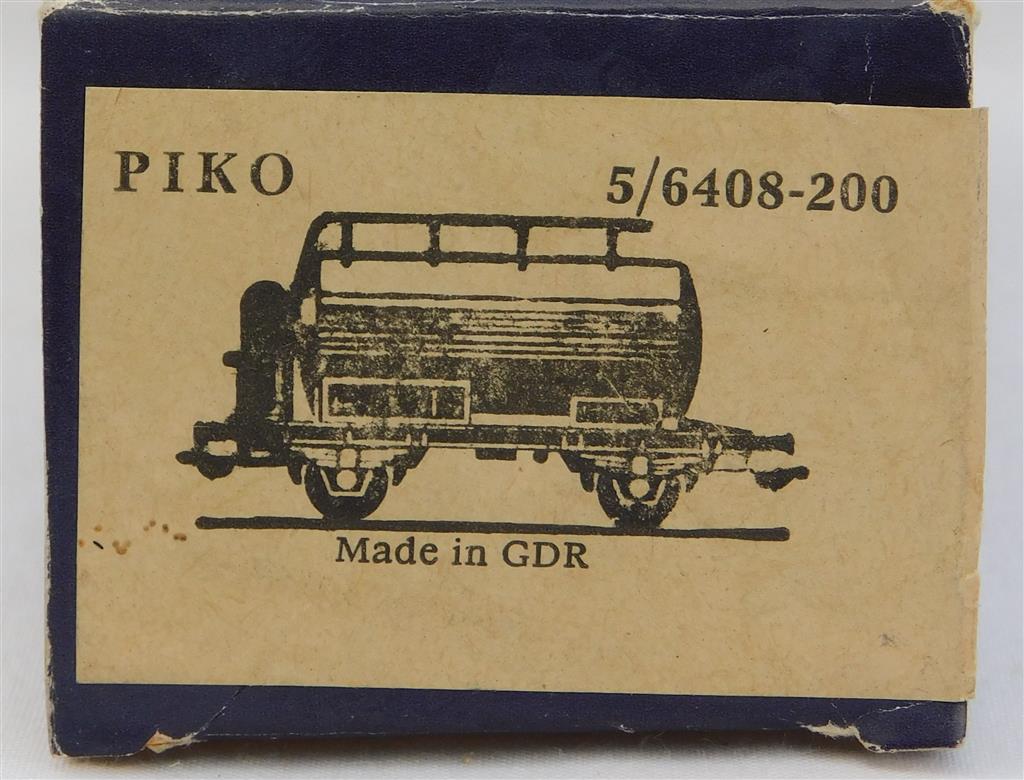 PIKO 5/6408-200
Made in GDR